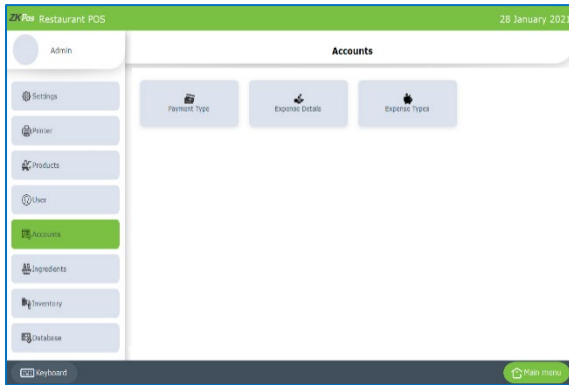 ZKPos Restaurant POS
28 January 2021
Admin
Accounts
Settings
Printer
Products
User
Accounts
Ingredients
Inventory
Database
Payment Type
Expense Details
Expense Types
Keyboard
Main menu